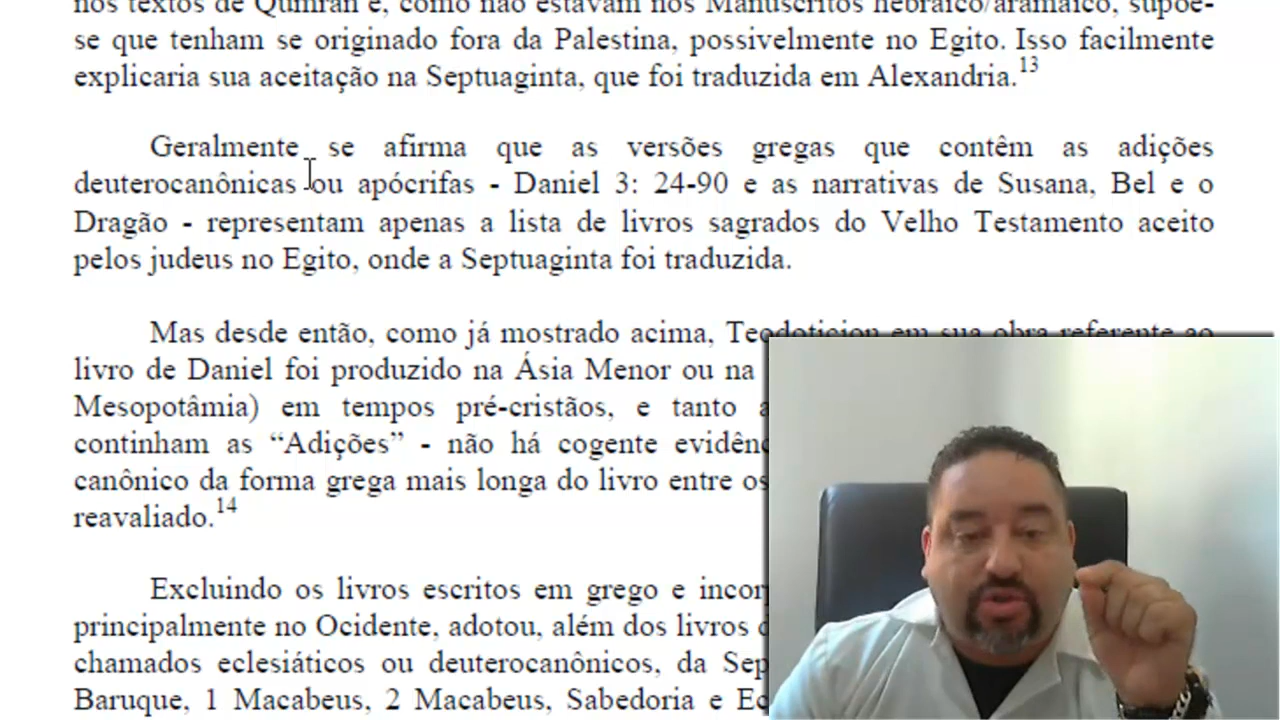 nos textos de Qumran e, como não estavam nos Manuscritos hebraico/aramaico, supõe-
se que tenham se originado fora da Palestina, possivelmente no Egito. Isso facilmente
explicaria sua aceitação na Septuaginta, que foi traduzida em Alexandria.13
Geralmente se afirma que as versões gregas que contêm as adições
deuterocanônicas ou apócrifas - Daniel 3: 24-90 e as narrativas de Susana, Bel e o
Dragão - representam apenas a lista de livros sagrados do Velho Testamento aceito
pelos judeus no Egito, onde a Septuaginta foi traduzida.
Mas desde então, como já mostrado acima, Teodoticion em sua obra referente ao
livro de Daniel foi produzido na Ásia Menor ou na
Mesopotâmia) em tempos pré-cristãos, e tanto
continham as “Adições” - não há cogente
canônico da forma grega mais longa do livro entre
reavaliado.14
Excluindo os livros escritos em grego e
principalmente no Ocidente, adotou, além dos livros
chamados eclesiáticos ou deuterocanônicos, da
Baruque, 1 Macabeus, 2 Macabeus, Sabedoria e